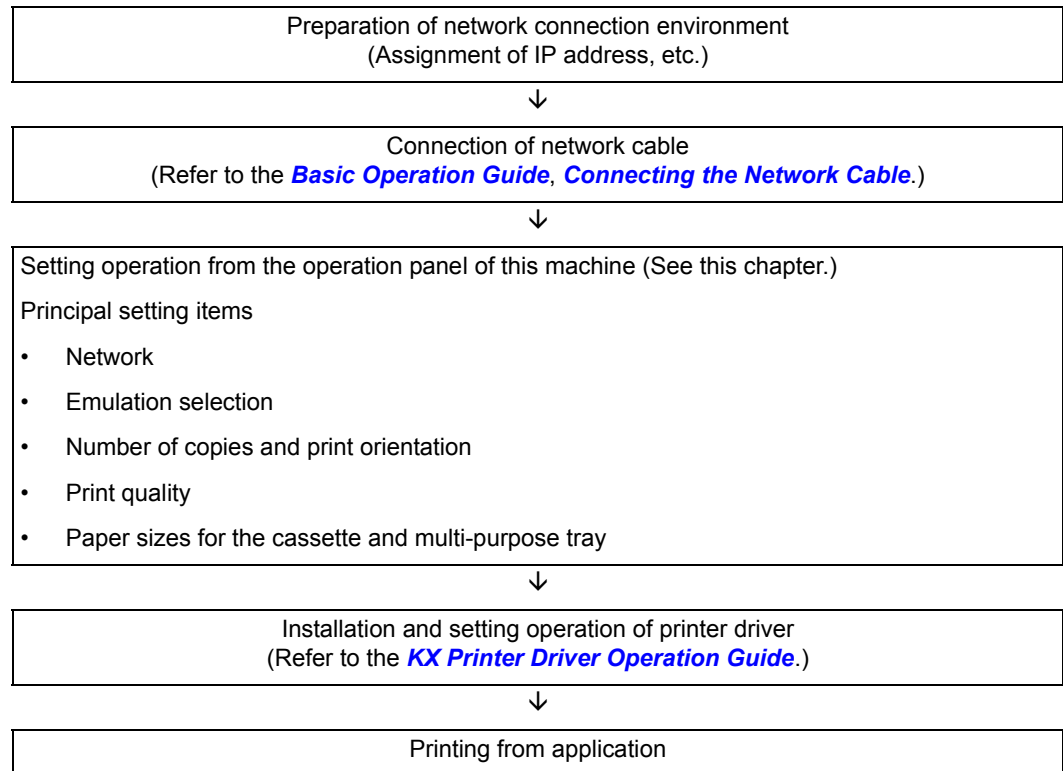 Preparation of network connection environment
(Assignment of IP address, etc.)
↓
Connection of network cable
(Refer to the Basic Operation Guide, Connecting the Network Cable.)
↓
Setting operation from the operation panel of this machine (See this chapter.)
Principal setting items
• Network
• Emulation selection
• Number of copies and print orientation
• Print quality
• Paper sizes for the cassette and multi-purpose tray
↓
Installation and setting operation of printer driver
(Refer to the KX Printer Driver Operation Guide.)
↓
Printing from application